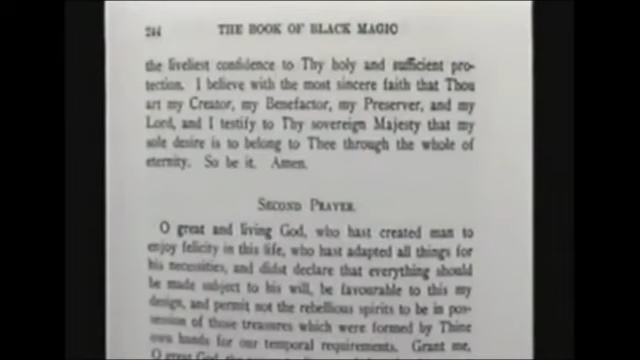 244 THE BOOK OF BLACK MAGIC
the liveliest confidence to Thy holy and sufficient pro-
tection. I believe with the most sincere faith that Thou
art my Creator, my Benefactor, my Preserver, and my
Lord, and I testify to Thy sovereign Majesty that my
sole desire is to belong to Thee through the whole of
eternity. So be it. Amen.
SECOND PRAYER.
O great and living God, who hast created man to
enjoy felicity in this life, who hast adapted all things for
his necessities, and didst declare that everything should
be made subject to his will, be favourable to this my
design, and permit not the rebellious spirits to be in pos-
session of those treasures which were formed by Thine
own hands for our temporal requirements. Grant me,
O great God, the power to